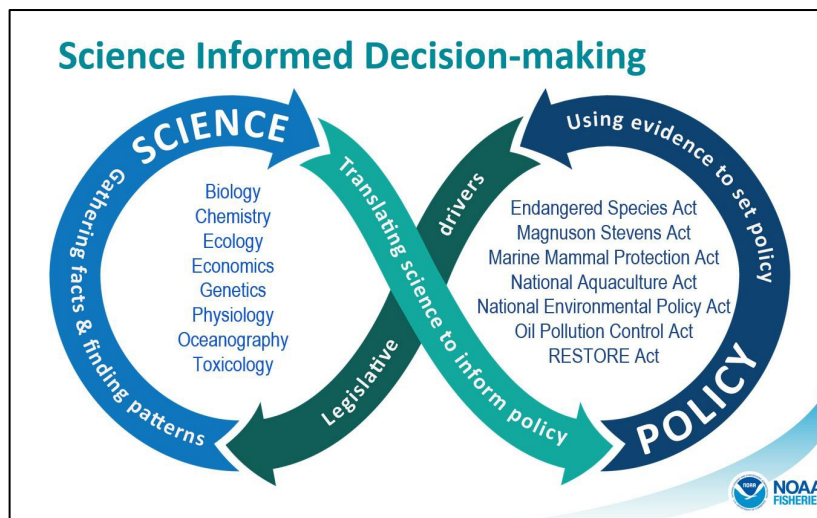 Science Informed Decision-making
SCIENCE
Gathering facts & finding patterns
Biology
Chemistry
Ecology
Economics
Genetics
Physiology
Oceanography
Toxicology
Translating science to inform policy
Legislative drivers
Using evidence to set policy
Endangered Species Act
Magnuson Stevens Act
Marine Mammal Protection Act
National Aquaculture Act
National Environmental Policy Act
Oil Pollution Control Act
RESTORE Act
POLICY
NOAA
NOAA
FISHERIE